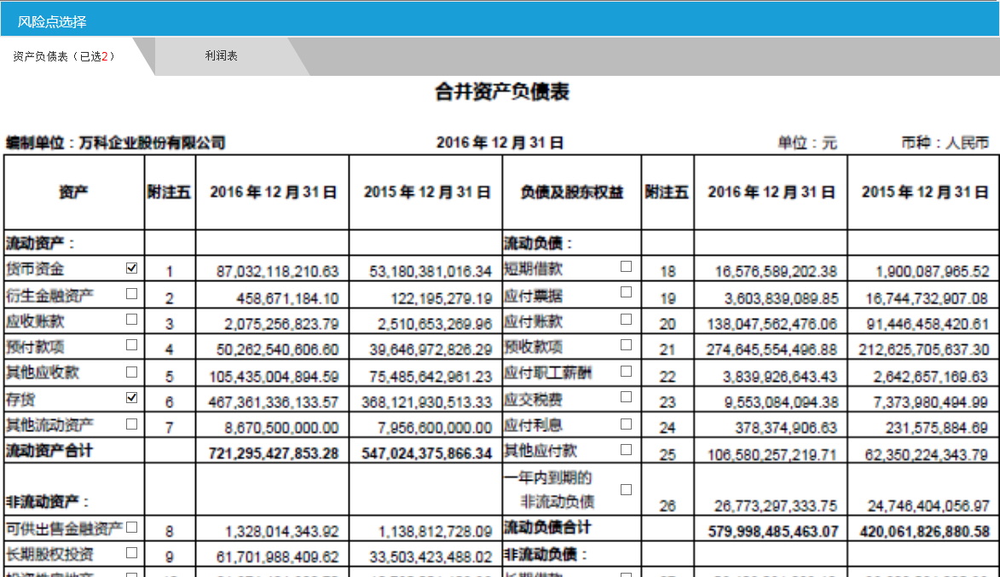 风险点选择
资产负债表（已选2） 利润表
合并资产负债表
编制单位：万科企业股份有限公司 2016 年 12 月 31 日 单位：元 币种：人民币
资产 附注五 2016 年 12 月 31 日 2015 年 12 月 31 日 负债及股东权益 附注五 2016 年 12 月 31 日 2015 年 12 月 31 日
流动资产： 流动负债：
货币资金 1 87,032,118,210.63 53,180,381,016.34 短期借款 18 16,576,589,202.38 1,900,087,965.52
衍生金融资产 2 458,671,184.10 122,195,279.19 应付票据 19 3,603,839,089.85 16,744,732,907.08
应收账款 3 2,075,256,823.79 2,510,653,269.96 应付账款 20 138,047,562,476.06 91,446,458,420.61
预付款项 4 50,262,540,606.60 39,646,972,826.29 预收款项 21 274,645,554,496.88 212,625,705,637.30
其他应收款 5 105,435,004,894.59 75,485,642,961.23 应付职工薪酬 22 3,839,926,643.43 2,642,657,169.63
存货 6 467,361,336,133.57 368,121,930,513.33 应交税费 23 9,553,084,094.38 7,373,980,494.99
其他流动资产 7 8,670,500,000.00 7,956,600,000.00 应付利息 24 378,374,906.63 231,575,884.69
流动资产合计 721,295,427,853.28 547,024,375,866.34 其他应付款 25 106,580,257,219.71 62,350,224,343.79
一年内到期的
非流动资产： 非流动负债 26 26,773,297,333.75 24,746,404,056.97
可供出售金融资产 8 1,328,014,343.92 1,138,812,728.09 流动负债合计 579,998,485,463.07 420,061,826,880.58
长期股权投资 9 61,701,988,409.62 33,503,423,488.02 非流动负债：